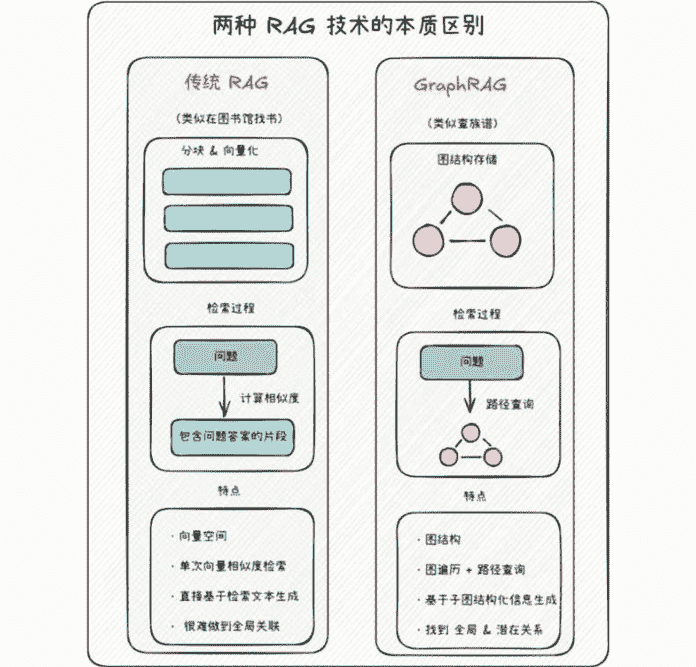 两种 RAG 技术的本质区别
传统 RAG
(类似在图书馆找书)
分块 & 向量化
检索过程
问题
计算相似度
包含问题答案的片段
特点
· 向量空间
· 单次向量相似度检索
· 直接基于检索文本生成
· 很难做到全局关联
GraphRAG
(类似查族谱)
图结构存储
检索过程
问题
路径查询
特点
· 图结构
· 图遍历 + 路径查询
· 基于子图结构化信息生成
· 找到 全局 & 潜在关系